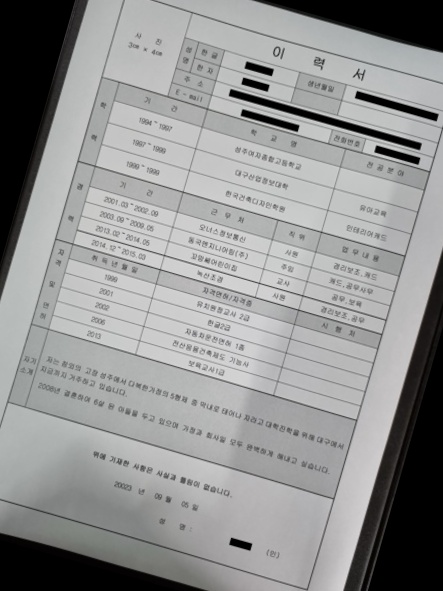 이 력 서
사 진
3㎝ × 4㎝
성 명
한 글
한 자
생년월일
주 소
E - mail
전화번호
학 력
기 간
학 교 명
전 공 분 야
1994 ~ 1997
성주여자종합고등학교
1997 ~ 1999
대구산업정보대학
유아교육
1999 ~ 1999
한국건축디자인학원
인테리어캐드
경 력
기 간
근 무 처
직 위
업 무 내 용
2001. 03 ~ 2002. 09
모너스정보통신
사원
경리보조, 캐드
2003. 09 ~ 2009. 05
동국엔지니어링(주)
주임
캐드, 공무사무
2013. 02 ~ 2014. 05
꼬맘쎄어린이집
교사
공무 보육
2014. 12 ~ 2015. 03
녹산조경
사원
경리보조, 공무
자 격 및 면 허
취 득 년 월 일
자격면허/자격증
시 행 처
1999
유치원정교사 2급
2001
한글2급
2002
자동차운전면허 1종
2006
전산응용건축제도 기능사
2013
보육교사1급
자기소개
저는 참외의 고장 성주에서 다복한가정의 5형제 중 막내로 태어나 자라고 대학진학을 위해 대구에서
지금까지 거주하고 있습니다.
2008년 결혼하여 6살 된 아들을 두고 있으며 가정과 회사일 모두 완벽하게 해내고 싶습니다.
위에 기재한 사항은 사실과 틀림이 없습니다.
20023 년 09 월 05 일
성 명 :
(인)